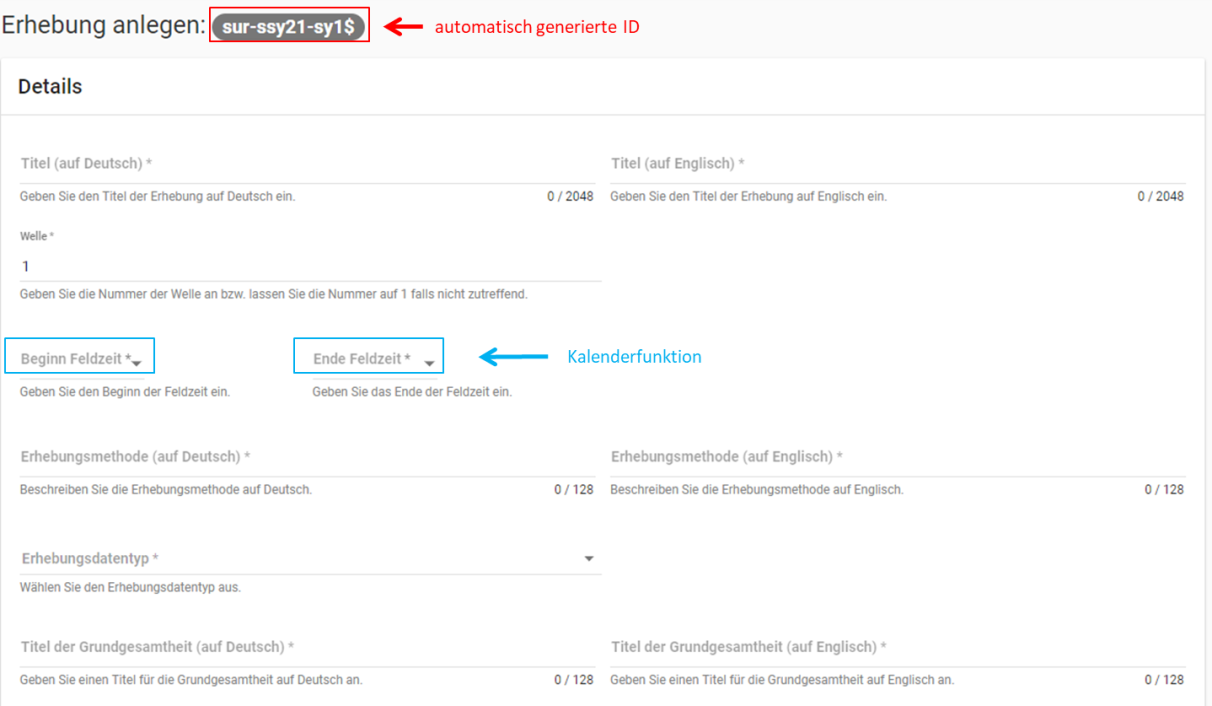 Erhebung anlegen: sur-ssy21-sy1$ automatisch generierte ID
Details
Titel (auf Deutsch) * Titel (auf Englisch) *
Geben Sie den Titel der Erhebung auf Deutsch ein. 0 / 2048 Geben Sie den Titel der Erhebung auf Englisch ein. 0 / 2048
Welle *
1
Geben Sie die Nummer der Welle an bzw. lassen Sie die Nummer auf 1 falls nicht zutreffend.
Beginn Feldzeit * Ende Feldzeit * Kalenderfunktion
Geben Sie den Beginn der Feldzeit ein. Geben Sie das Ende der Feldzeit ein.
Erhebungsmethode (auf Deutsch) * Erhebungsmethode (auf Englisch) *
Beschreiben Sie die Erhebungsmethode auf Deutsch. 0 / 128 Beschreiben Sie die Erhebungsmethode auf Englisch. 0 / 128
Erhebungsdatentyp *
Wählen Sie den Erhebungsdatentyp aus.
Titel der Grundgesamtheit (auf Deutsch) * Titel der Grundgesamtheit (auf Englisch) *
Geben Sie einen Titel für die Grundgesamtheit auf Deutsch an. 0 / 128 Geben Sie einen Titel für die Grundgesamtheit auf Englisch an. 0 / 128